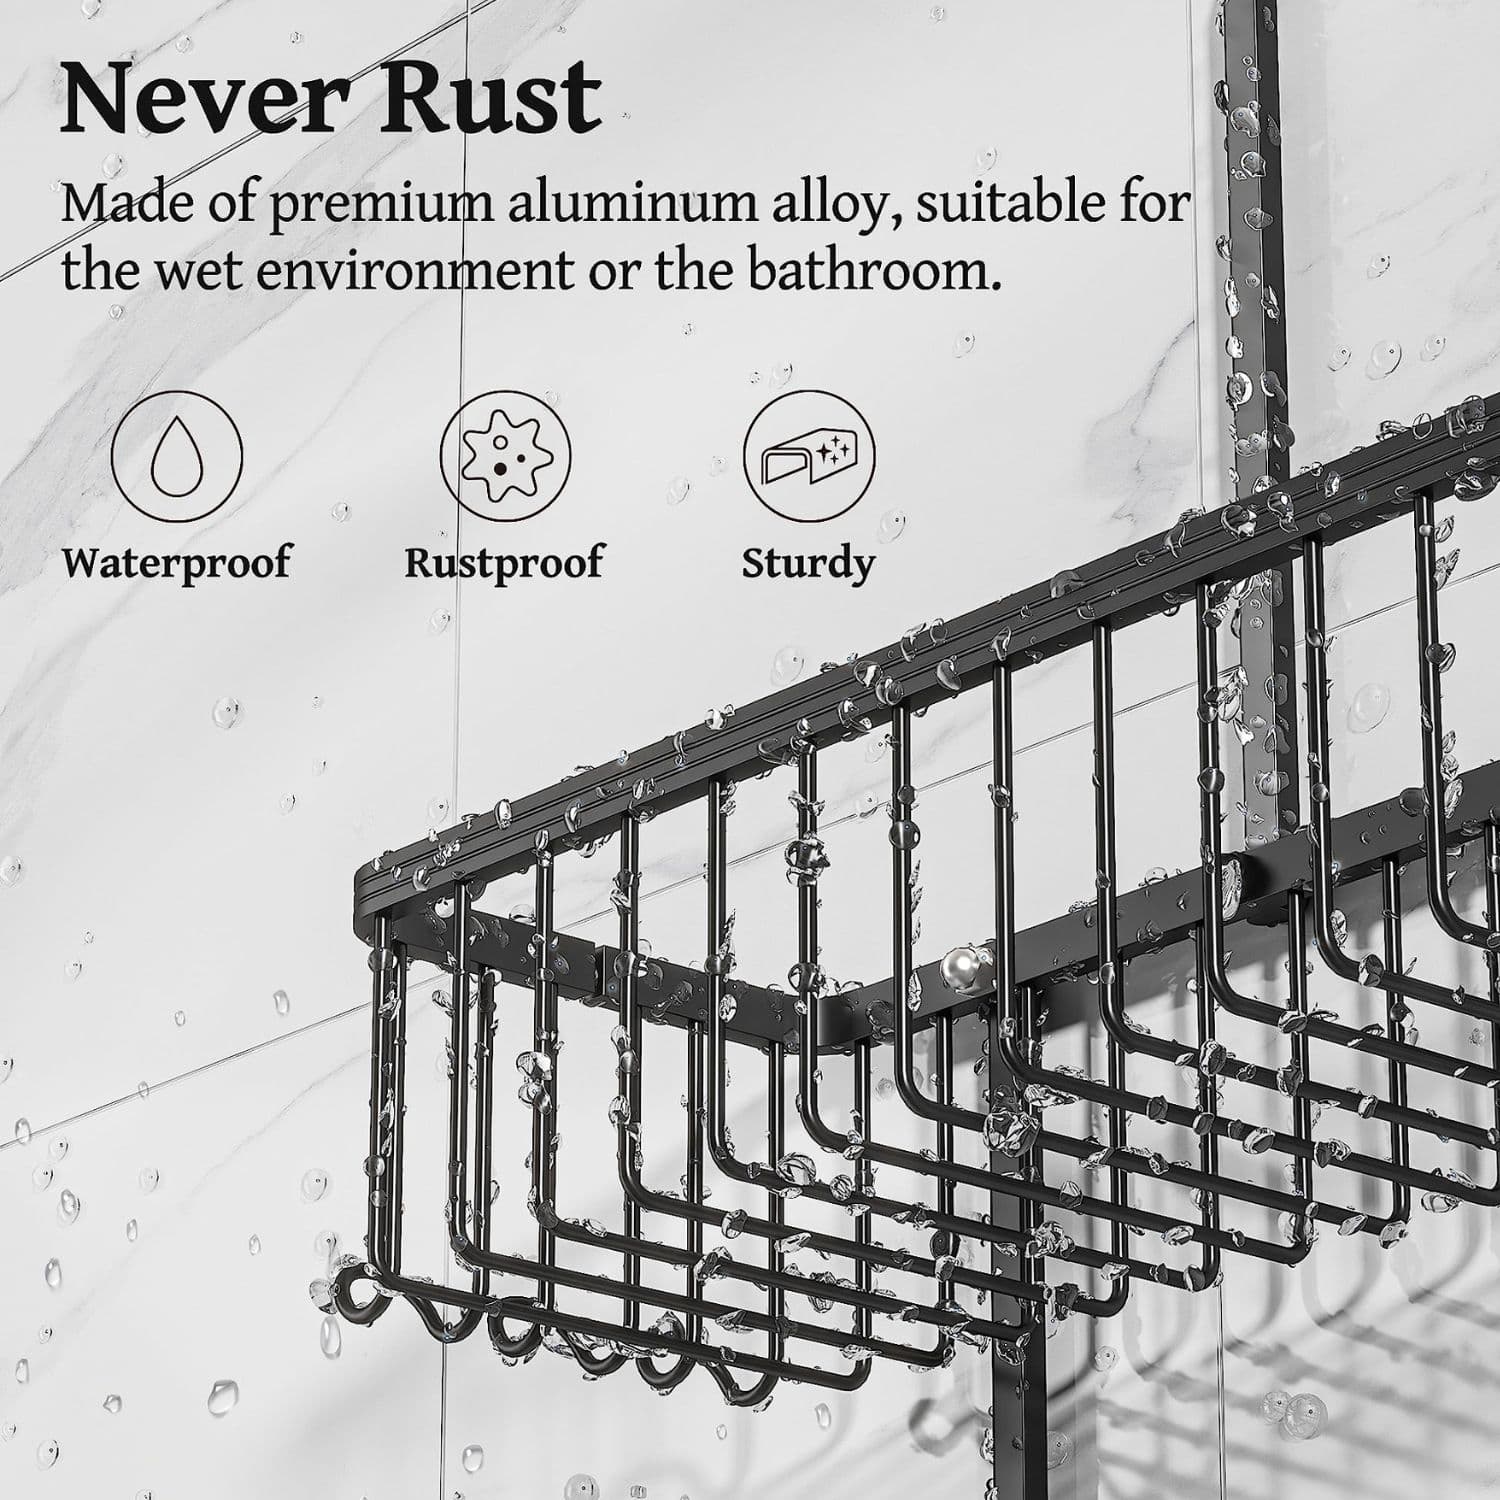 Never Rust
Made of premium aluminum alloy, suitable for
the wet environment or the bathroom.
Waterproof
Rustproof
Sturdy